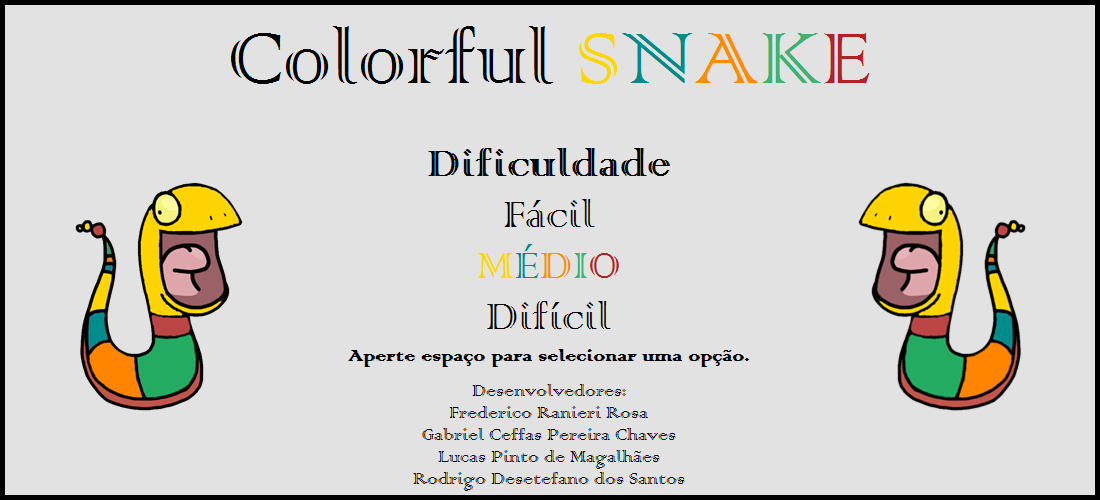 Colorful SNAKE
Dificuldade
Fácil
MÉDIO
Difícil
Aperte espaço para selecionar uma opção.
Desenvolvedores:
Frederico Ranieri Rosa
Gabriel Ceffas Pereira Chaves
Lucas Pinto de Magalhães
Rodrigo Desetefano dos Santos